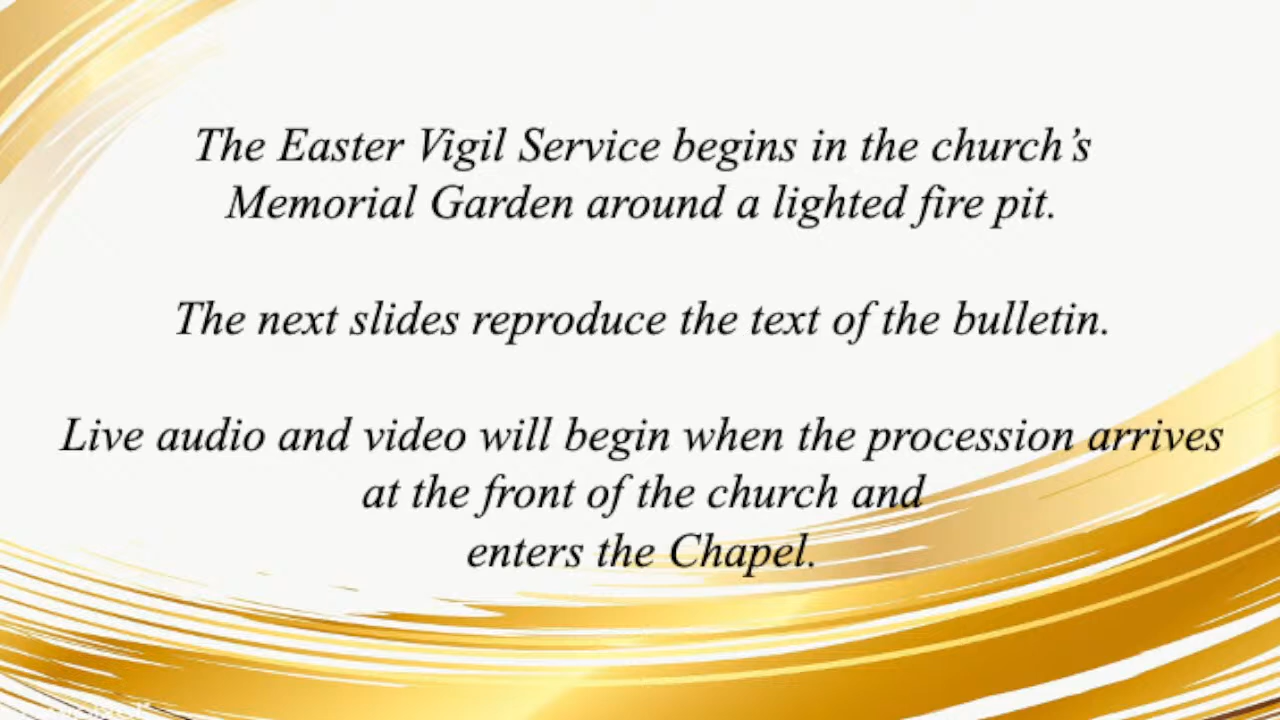 The Easter Vigil Service begins in the church’s
Memorial Garden around a lighted fire pit.
The next slides reproduce the text of the bulletin.
Live audio and video will begin when the procession arrives
at the front of the church and
enters the Chapel.